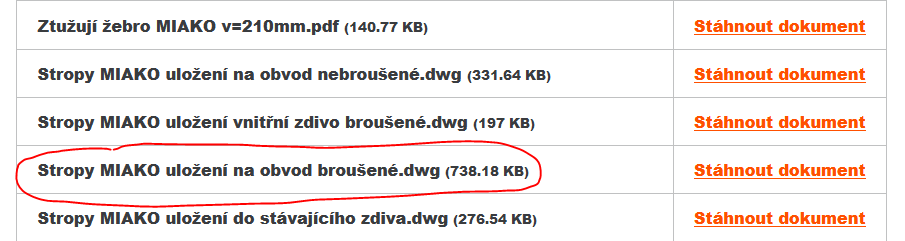 Ztužují žebro MIAKO v=210mm.pdf (140.77 KB) Stáhnout dokument
Stropy MIAKO uložení na obvod nebroušené.dwg (331.64 KB) Stáhnout dokument
Stropy MIAKO uložení vnitřní zdivo broušené.dwg (197 KB) Stáhnout dokument
Stropy MIAKO uložení na obvod broušené.dwg (738.18 KB) Stáhnout dokument
Stropy MIAKO uložení do stávajícího zdiva.dwg (276.54 KB) Stáhnout dokument